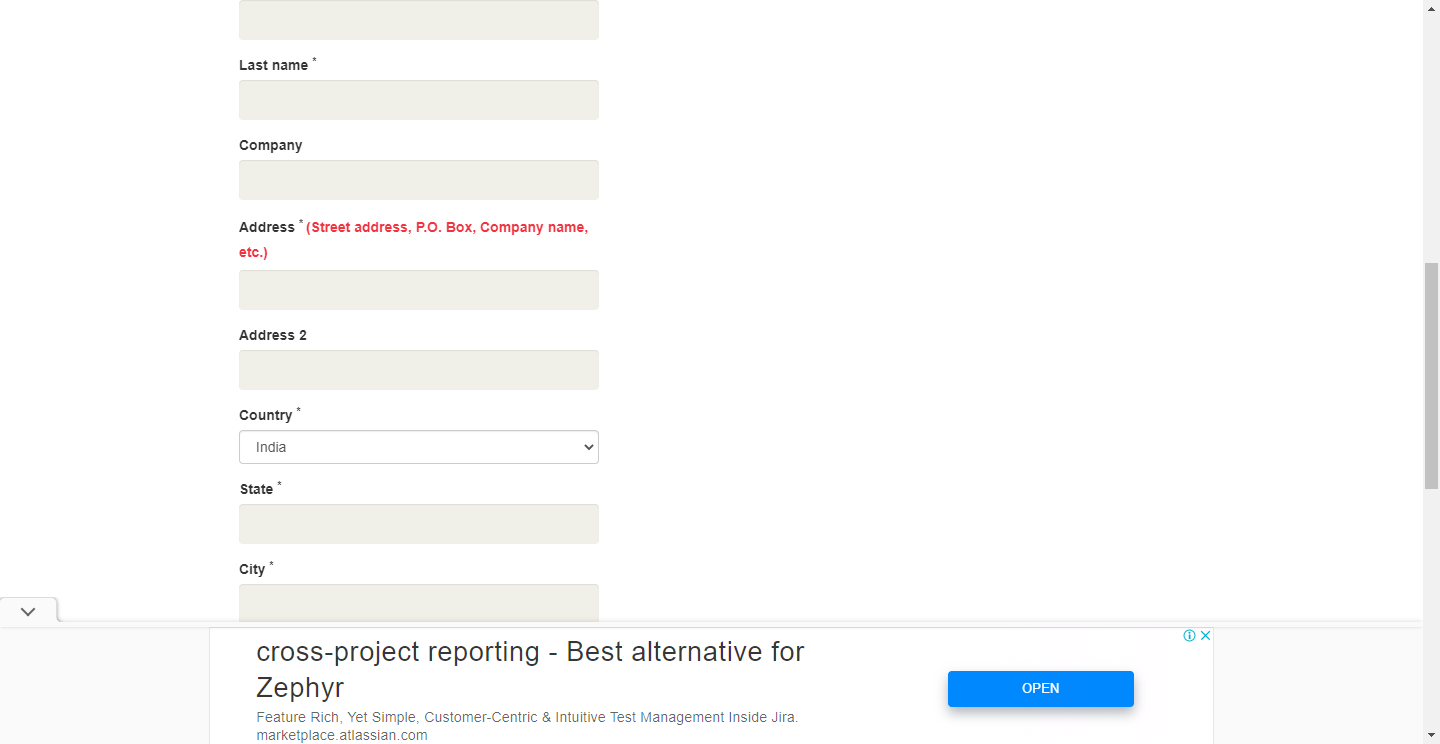 Last name *
Company
Address * (Street address, P.O. Box, Company name,
etc.)
Address 2
Country *
India
State *
City *
cross-project reporting - Best alternative for
Zephyr
OPEN
Feature Rich, Yet Simple, Customer-Centric & Intuitive Test Management Inside Jira.
marketplace.atlassian.com